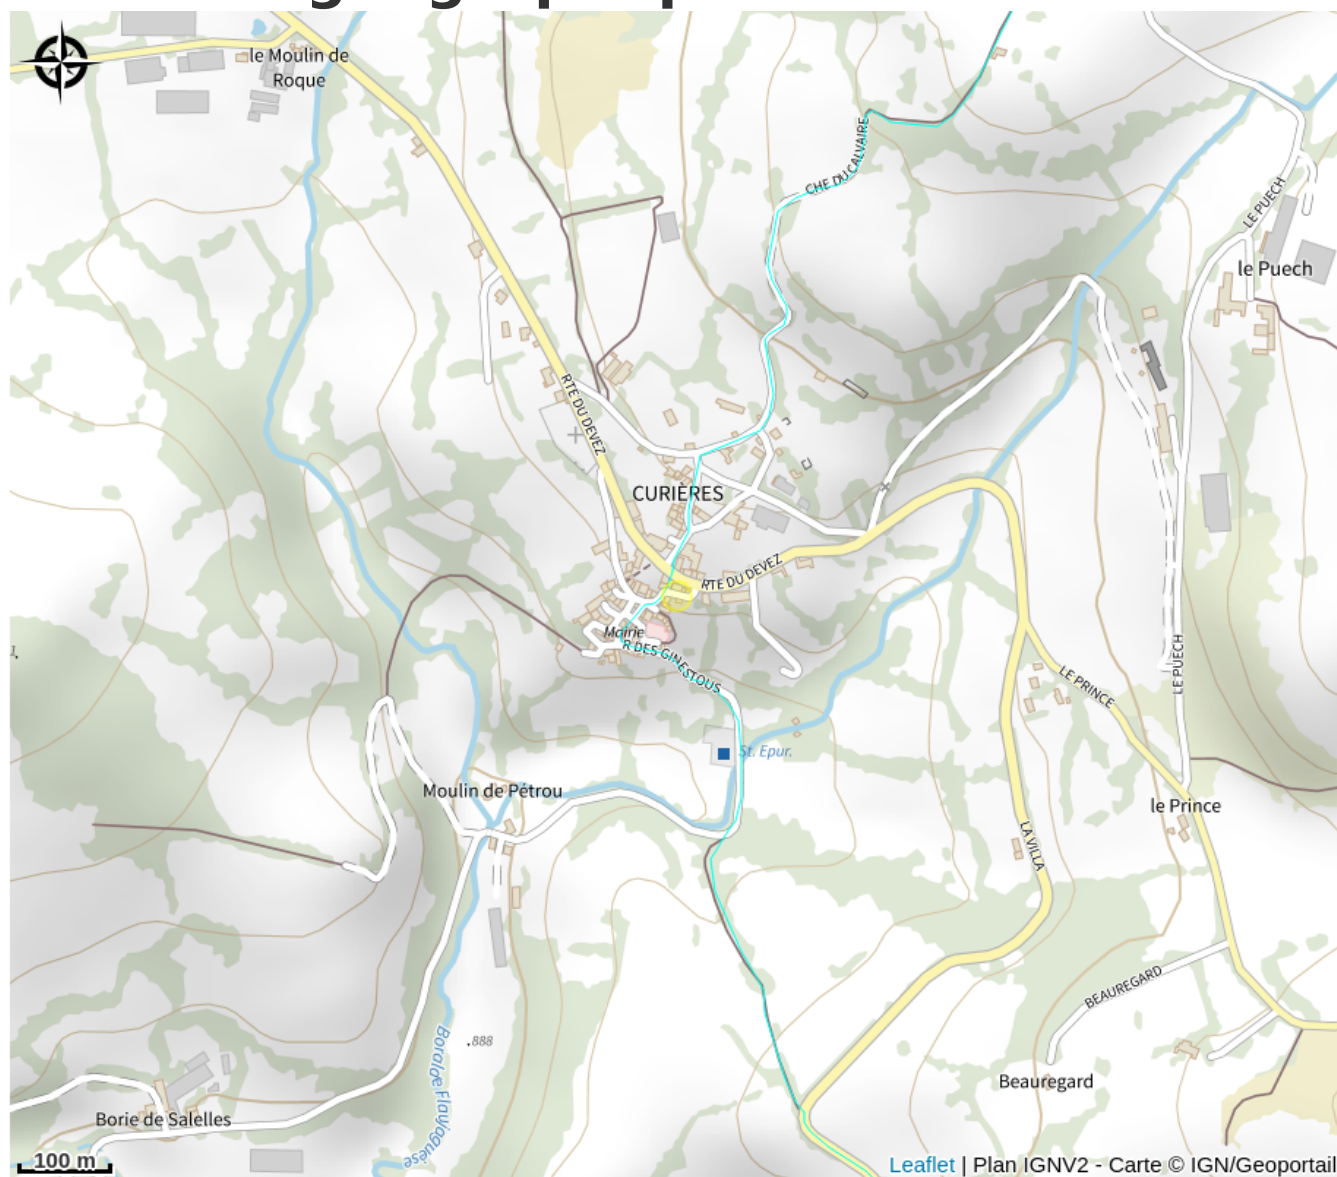 le Moulin de
Roque
CHE DU CALVAIRE
LE PUECH
le Puech
RTE DU DEVEZ
CURIÈRES
RTE DU DEVEZ
Mairie
R DES GINESTOUS
LE PUECH
LE PRINCE
St. Epur.
Moulin de Pétrou
le Prince
LA VILLA
BEAUREGARD
.888
Beauregard
Boralde Flaujaguèse
Borie de Salelles
100 m
Leaflet | Plan IGNV2 - Carte © IGN/Geoportail